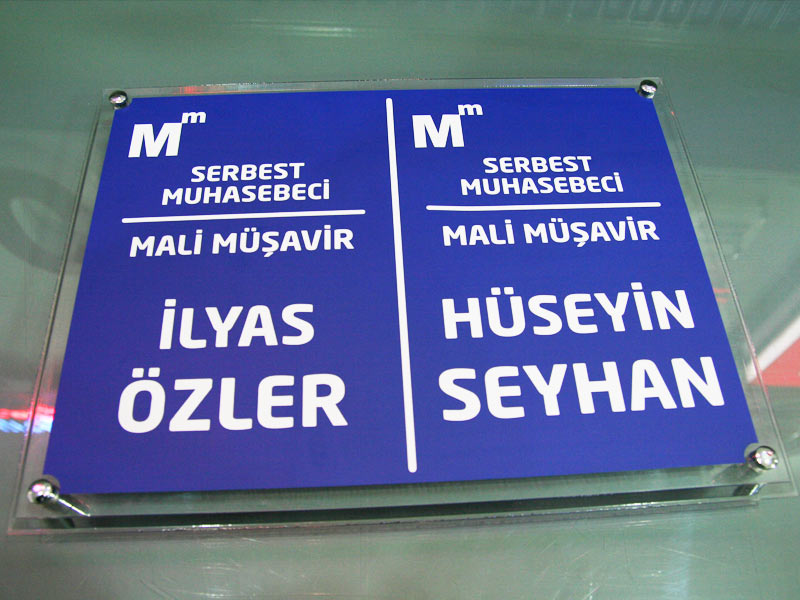 Mm
SERBEST
MUHASEBECİ
MALİ MÜŞAVİR
İLYAS
ÖZLER
Mm
SERBEST
MUHASEBECİ
MALİ MÜŞAVİR
HÜSEYİN
SEYHAN